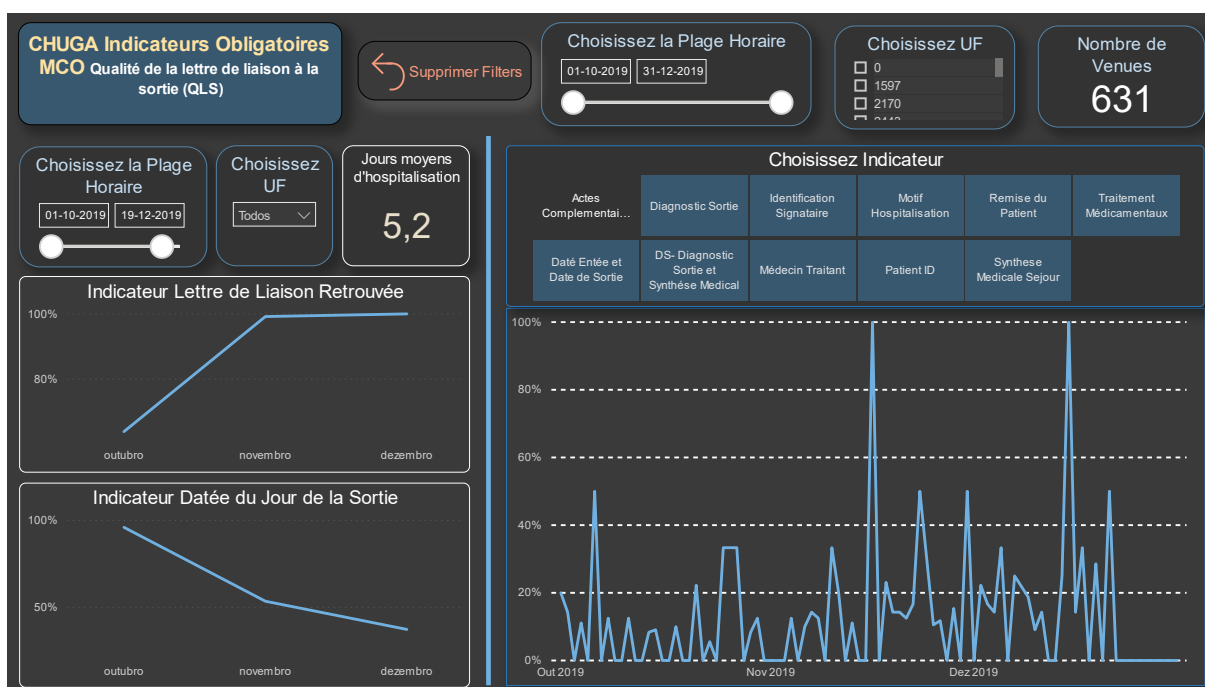 CHUGA Indicateurs Obligatoires
MCO Qualité de la lettre de liaison à la
sortie (QLS)
Supprimer Filters
Choisissez la Plage Horaire
01-10-2019 31-12-2019
Choisissez UF
0
1597
2170
Nombre de
Venues
631
Choisissez la Plage
Horaire
01-10-2019 19-12-2019
Choisissez
UF
Todos
Jours moyens
d'hospitalisation
5,2
Choisissez Indicateur
Actes
Complementai...
Diagnostic Sortie
Identification
Signataire
Motif
Hospitalisation
Remise du
Patient
Traitement
Médicamentaux
Daté Entée et
Date de Sortie
DS- Diagnostic
Sortie et
Synthése Medical
Médecin Traitant
Patient ID
Synthese
Medicale Sejour
Indicateur Lettre de Liaison Retrouvée
100%
80%
outubro novembro dezembro
Indicateur Datée du Jour de la Sortie
100%
50%
outubro novembro dezembro
100%
80%
60%
40%
20%
0%
Out 2019 Nov 2019 Dez 2019